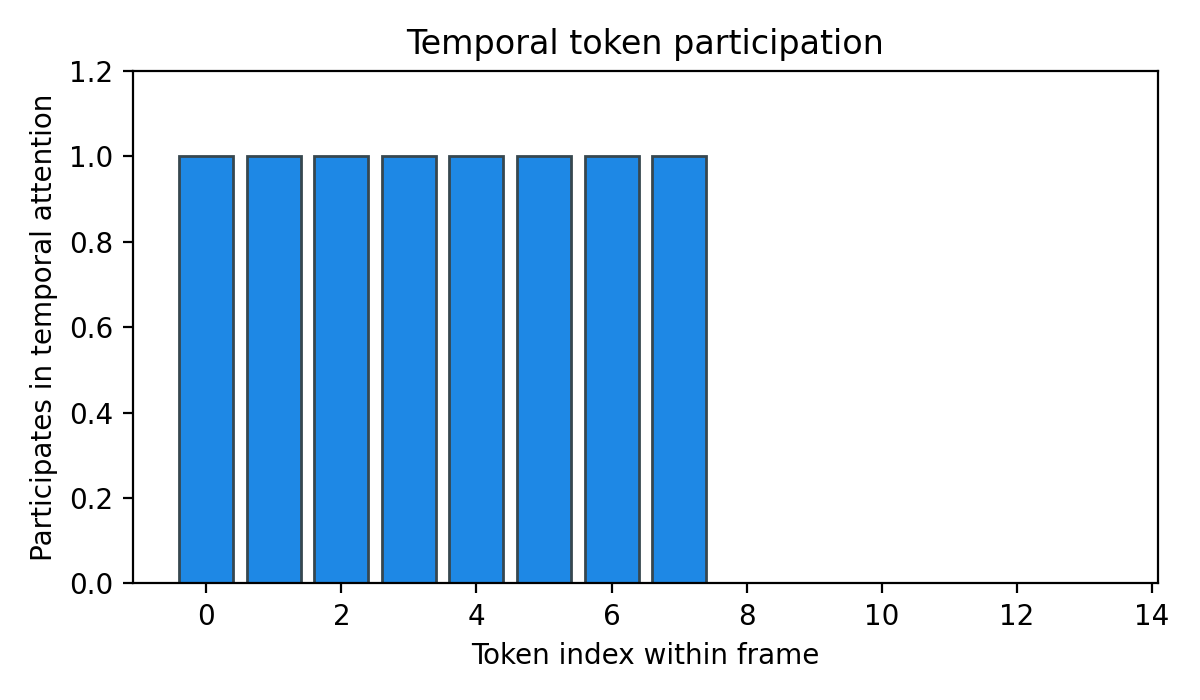 Temporal token participation
Participates in temporal attention
1.2
1.0
0.8
0.6
0.4
0.2
0.0
0 2 4 6 8 10 12 14
Token index within frame